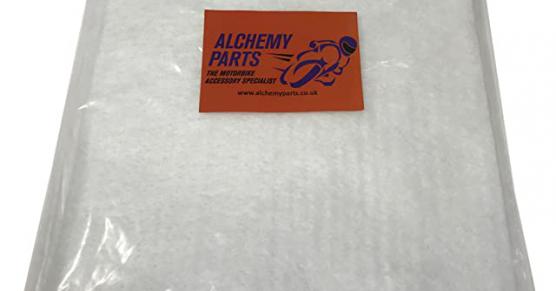 ALCHEMY
PARTS
THE MOTORBIKE
ACCESSORY SPECIALIST
www.alchemyparts.co.uk